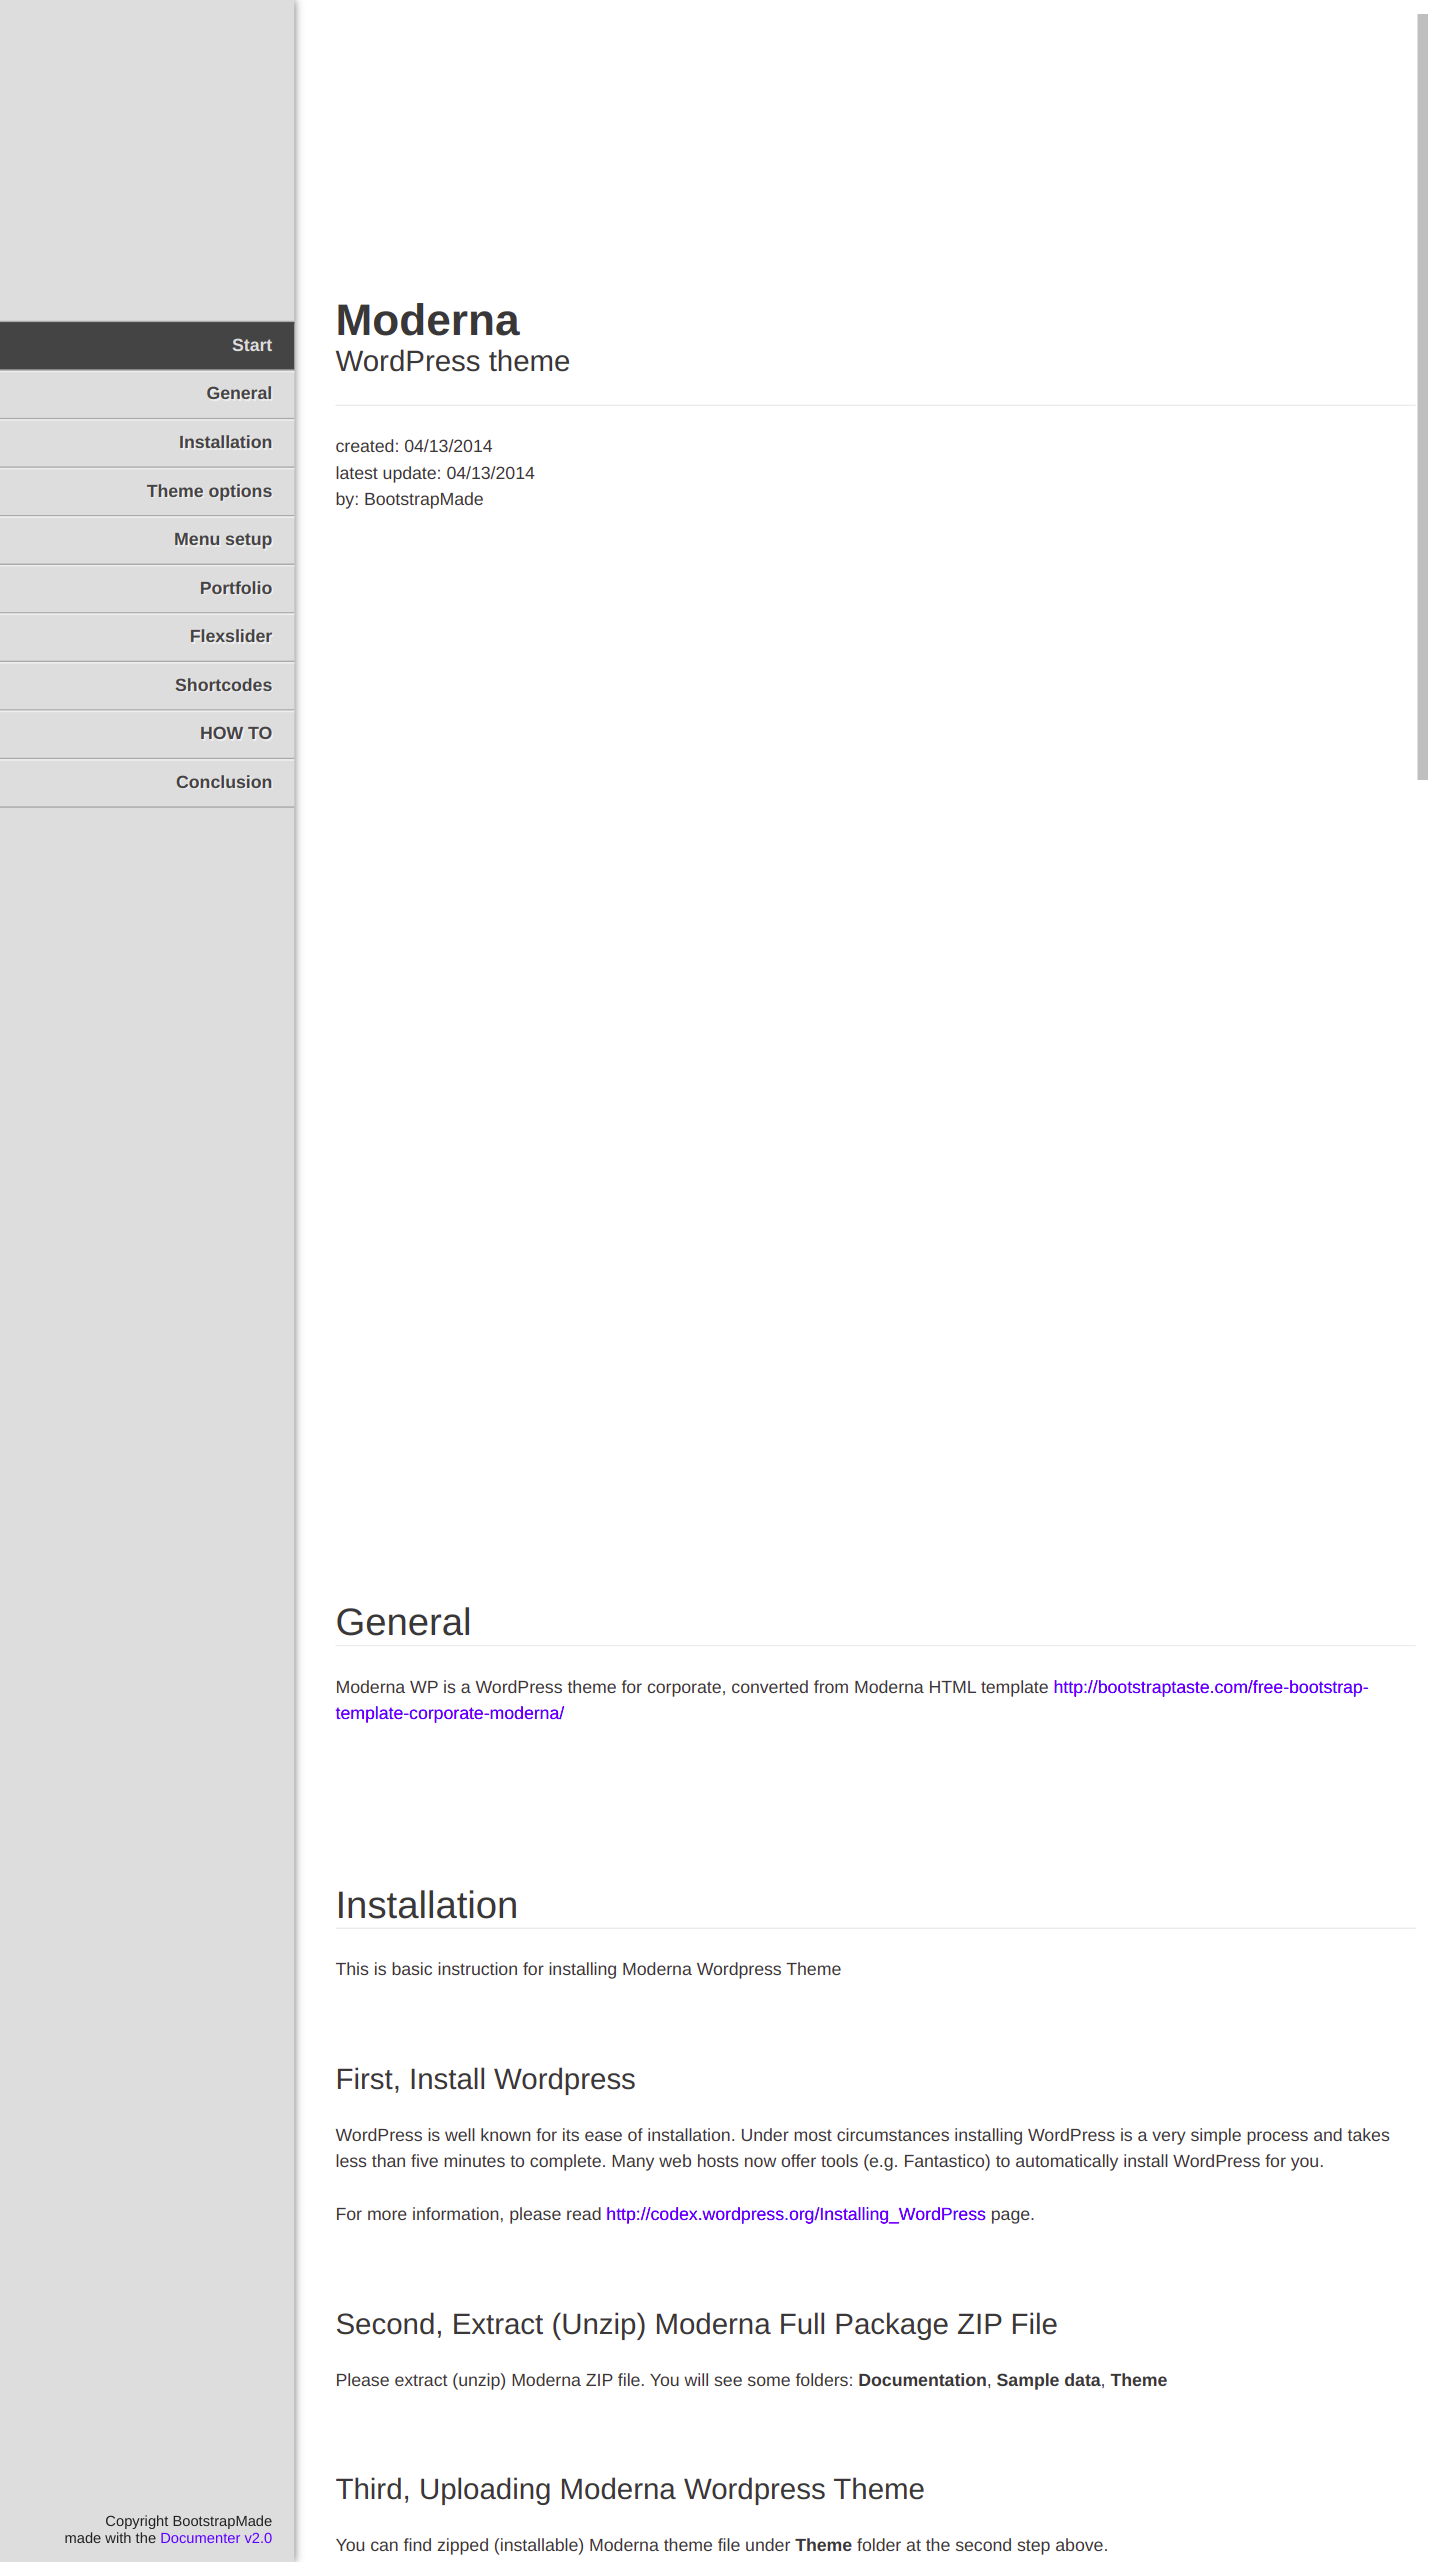 Start
General
Installation
Theme options
Menu setup
Portfolio
Flexslider
Shortcodes
HOW TO
Conclusion
Copyright BootstrapMade
made with the Documenter v2.0
Moderna
WordPress theme
created: 04/13/2014
latest update: 04/13/2014
by: BootstrapMade
General
Moderna WP is a WordPress theme for corporate, converted from Moderna HTML template http://bootstraptaste.com/free-bootstrap-
template-corporate-moderna/
Installation
This is basic instruction for installing Moderna Wordpress Theme
First, Install Wordpress
WordPress is well known for its ease of installation. Under most circumstances installing WordPress is a very simple process and takes
less than five minutes to complete. Many web hosts now offer tools (e.g. Fantastico) to automatically install WordPress for you.
For more information, please read http://codex.wordpress.org/Installing_WordPress page.
Second, Extract (Unzip) Moderna Full Package ZIP File
Please extract (unzip) Moderna ZIP file. You will see some folders: Documentation, Sample data, Theme
Third, Uploading Moderna Wordpress Theme
You can find zipped (installable) Moderna theme file under Theme folder at the second step above.